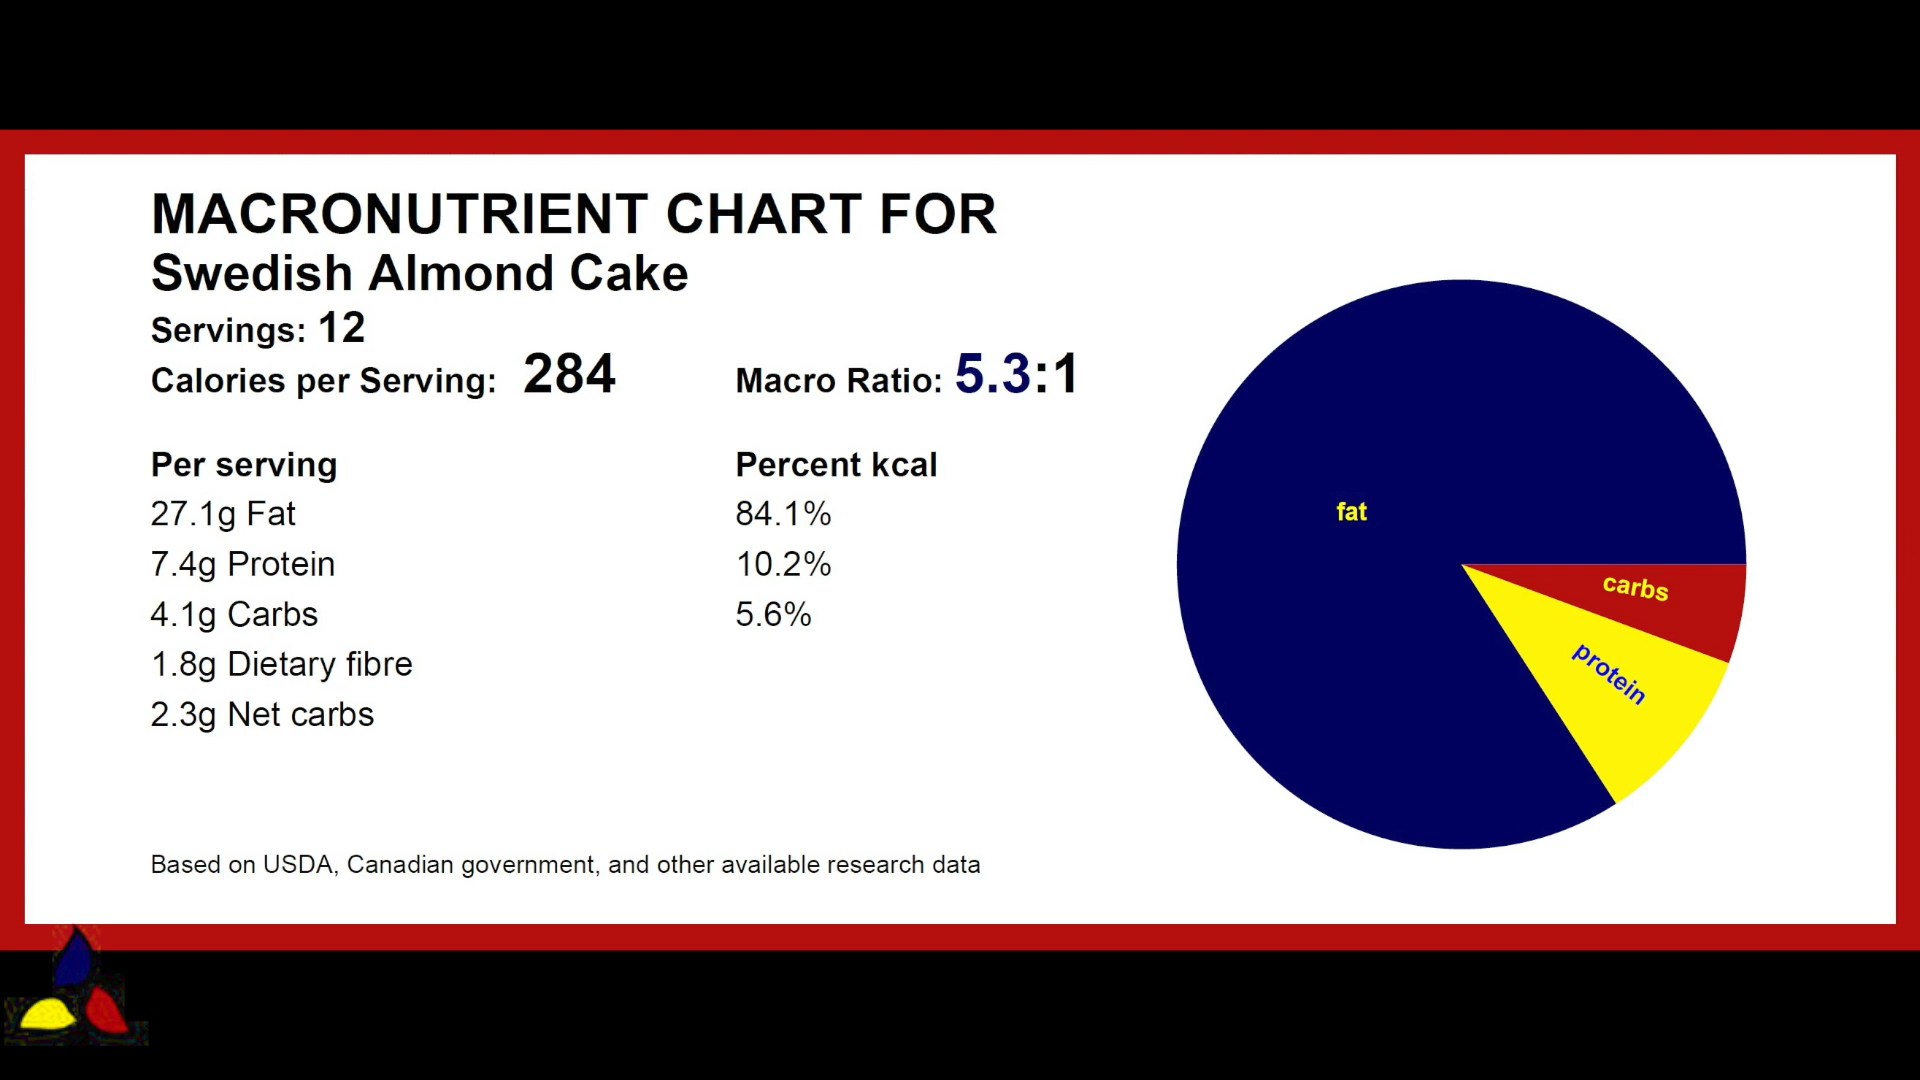 MACRONUTRIENT CHART FOR
Swedish Almond Cake
Servings: 12
Calories per Serving: 284 Macro Ratio: 5.3:1
Per serving Percent kcal
27.1g Fat 84.1%
7.4g Protein 10.2%
4.1g Carbs 5.6%
1.8g Dietary fibre
2.3g Net carbs
fat
carbs
protein
Based on USDA, Canadian government, and other available research data